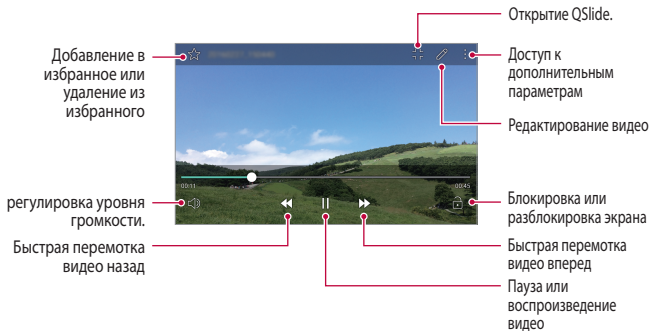 Открытие QSlide.
Добавление в
избранное или
удаление из
избранного
Доступ к
дополнительным
параметрам
Редактирование видео
00:11
00:45
регулировка уровня
громкости.
Блокировка или
разблокировка экрана
Быстрая перемотка
видео назад
Быстрая перемотка
видео вперед
Пауза или
воспроизведение
видео